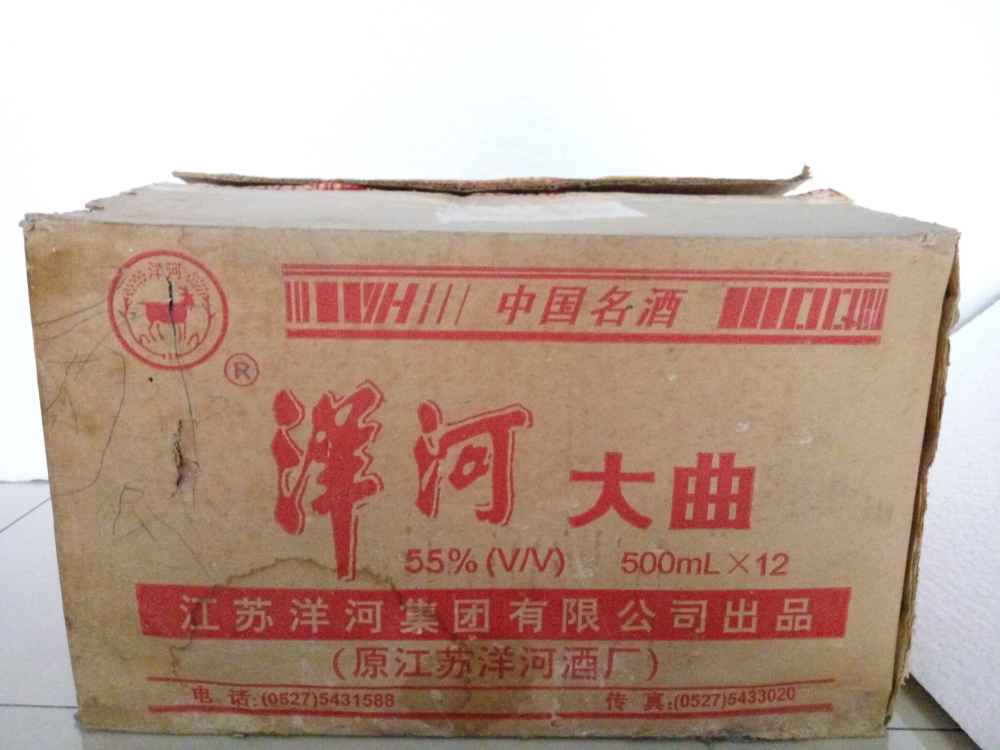 洋河
中国名酒
®
洋河大曲
55%(V/V) 500mL×12
江苏洋河集团有限公司出品
(原江苏洋河酒厂)
电话:(0527)5431588 传真:(0527)5433020